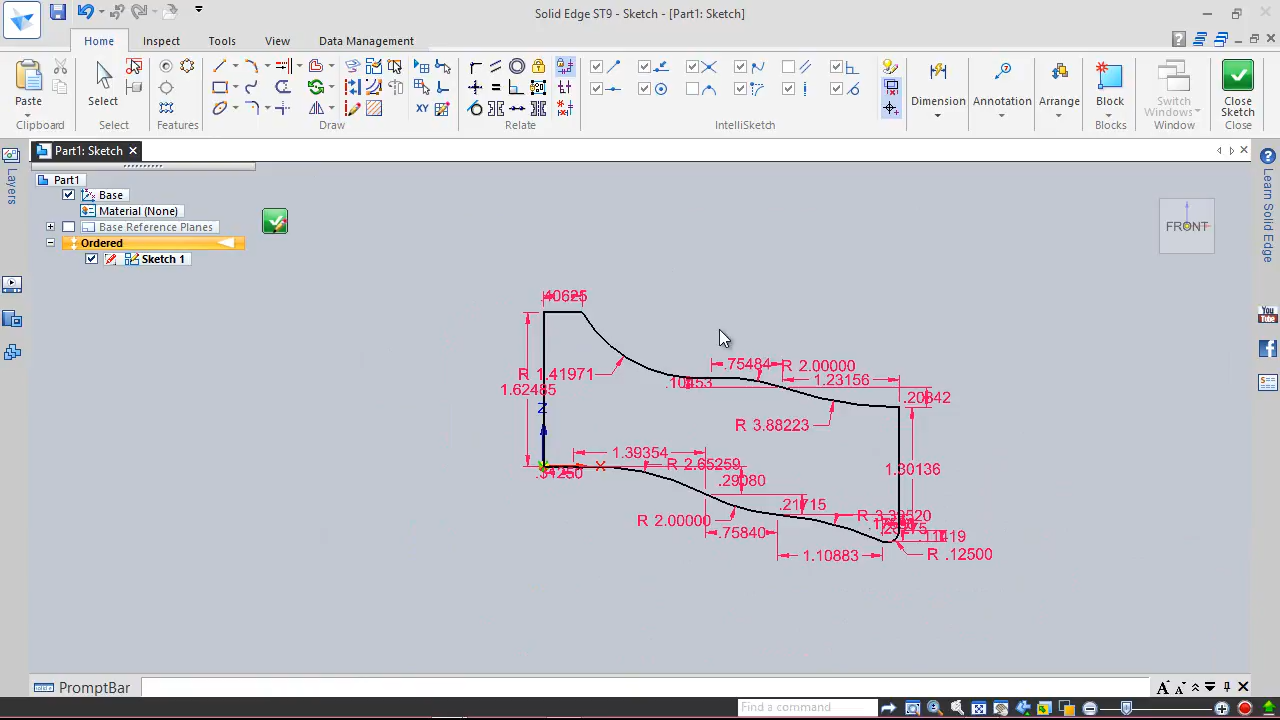 Solid Edge ST9 - Sketch - [Part1: Sketch]
Home Inspect Tools View Data Management
Paste
Select
Dimension Annotation Arrange Block
Switch Windows
Close Sketch
Clipboard Select Features Draw Relate IntelliSketch Blocks Window Close
Part1: Sketch
Layers
Learn Solid Edge
You Tube
Part1
Base
Material (None)
Base Reference Planes
Ordered
Sketch 1
FRONT
.40625
R 1.41971
1.62485
Z
.75484
R 2.00000
1.23156
.20842
R 3.88223
1.39354
R 2.65259
X
.29080
1.30136
.21715
R 2.00000
.75840
1.10883
R .12500
PromptBar
Find a command